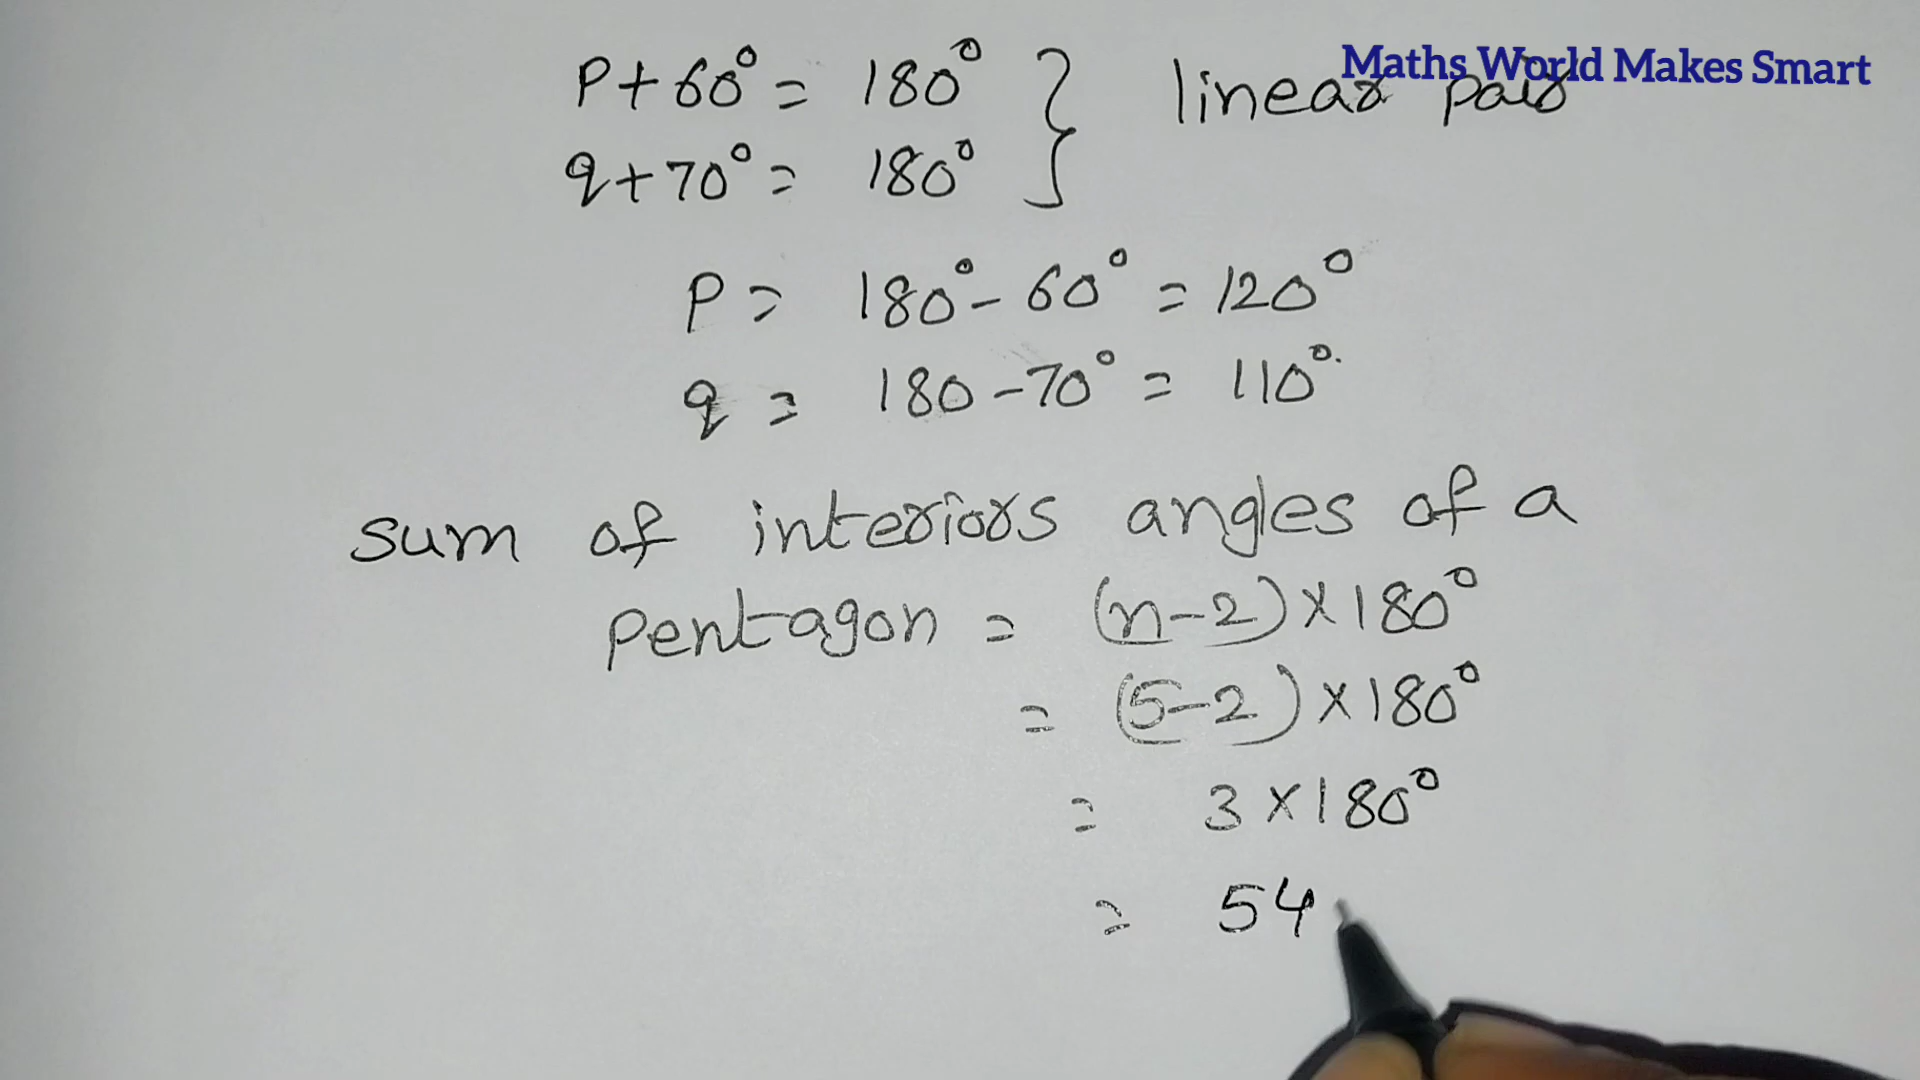 Maths World Makes Smart
P + 60° = 180° } linear pair
q + 70° = 180°
P = 180° - 60° = 120°
q = 180 - 70° = 110°.
sum of interiors angles of a
pentagon = (n-2) × 180°
= (5-2) × 180°
= 3 × 180°
= 54